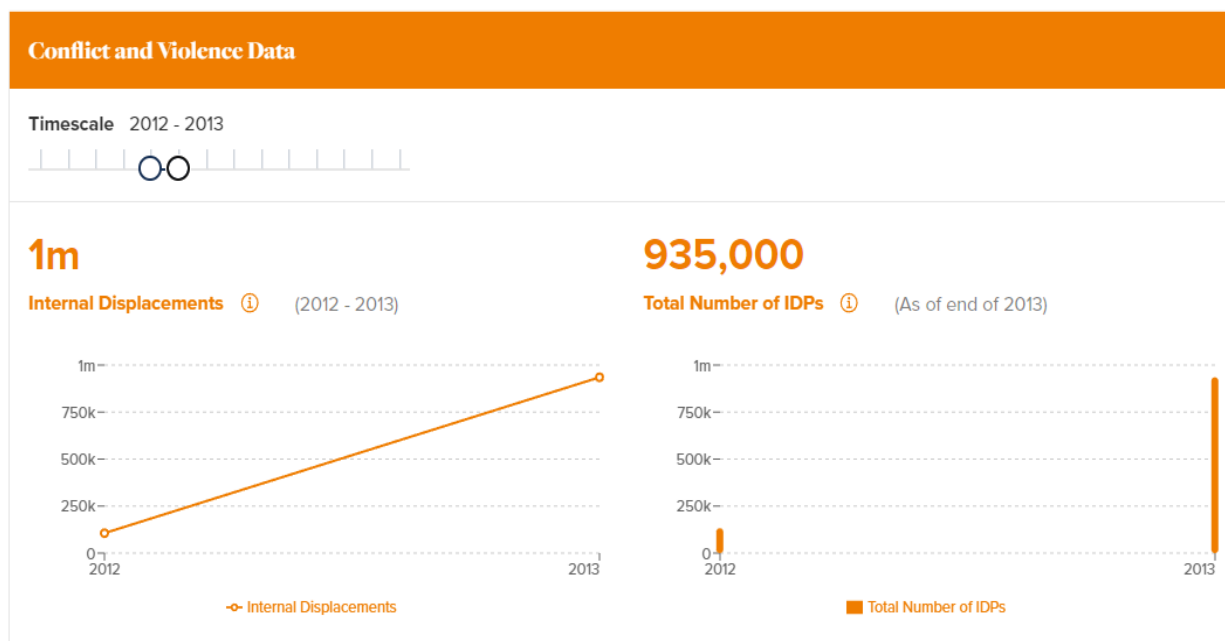 Conflict and Violence Data
Timescale 2012 - 2013
1m
Internal Displacements (2012 - 2013)
1m
750k
500k
250k
0
2012 2013
Internal Displacements
935,000
Total Number of IDPs (As of end of 2013)
1m
750k
500k
250k
0
2012 2013
Total Number of IDPs